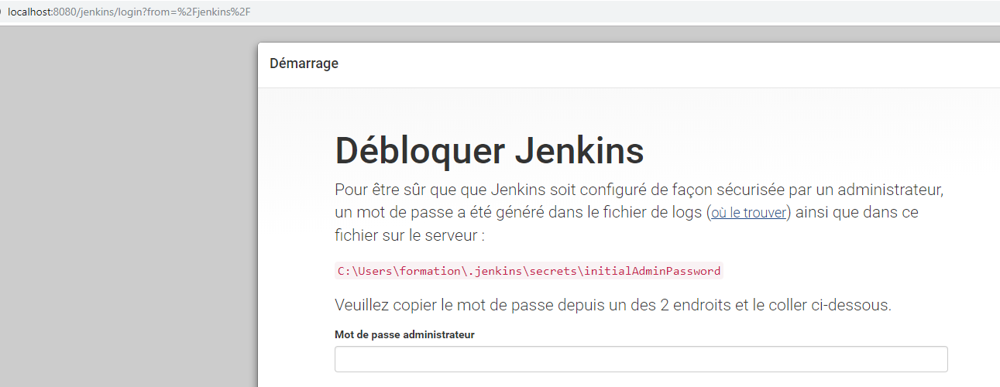 localhost:8080/jenkins/login?from=%2Fjenkins%2F
Démarrage
Débloquer Jenkins
Pour être sûr que que Jenkins soit configuré de façon sécurisée par un administrateur,
un mot de passe a été généré dans le fichier de logs (où le trouver) ainsi que dans ce
fichier sur le serveur :
C:\Users\formation\.jenkins\secrets\initialAdminPassword
Veuillez copier le mot de passe depuis un des 2 endroits et le coller ci-dessous.
Mot de passe administrateur